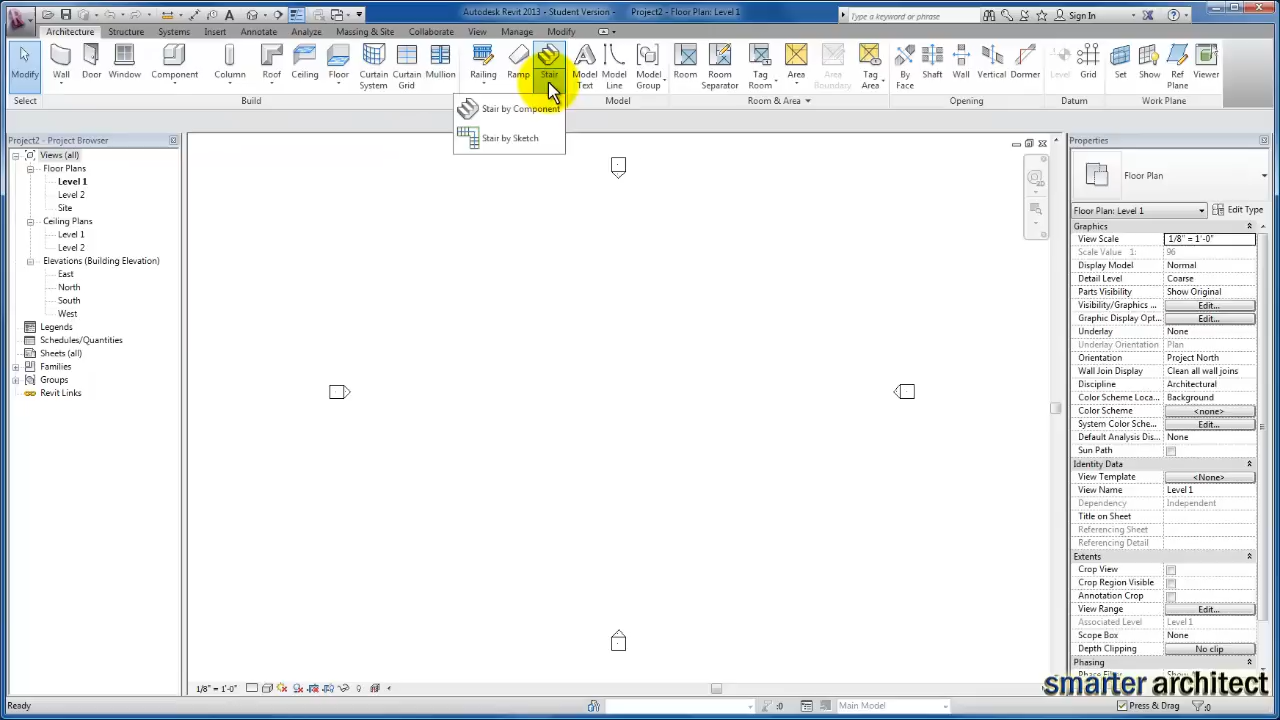 Autodesk Revit 2013 - Student Version - Project2 - Floor Plan: Level 1
Type a keyword or phrase
Sign In
Architecture Structure Systems Insert Annotate Analyze Massing & Site Collaborate View Manage Modify
Modify Wall Door Window Component Column Roof Ceiling Floor Curtain System Curtain Grid Mullion Railing Ramp Stair Model Text Model Line Model Group Room Room Separator Tag Room Area Area Boundary Tag Area By Face Shaft Wall Vertical Dormer Level Grid Set Show Ref Plane Viewer
Select Build Model Room & Area Opening Datum Work Plane
Stair by Component
Stair by Sketch
Project2 - Project Browser
Views (all)
Floor Plans
Level 1
Level 2
Site
Ceiling Plans
Level 1
Level 2
Elevations (Building Elevation)
East
North
South
West
Legends
Schedules/Quantities
Sheets (all)
Families
Groups
Revit Links
Properties
Floor Plan
Floor Plan: Level 1 Edit Type
Graphics
View Scale 1/8" = 1'-0"
Scale Value 1: 96
Display Model Normal
Detail Level Coarse
Parts Visibility Show Original
Visibility/Graphics ... Edit...
Graphic Display Opt... Edit...
Underlay None
Underlay Orientation Plan
Orientation Project North
Wall Join Display Clean all wall joins
Discipline Architectural
Color Scheme Loca... Background
Color Scheme <none>
System Color Sche... Edit...
Default Analysis Dis... None
Sun Path
Identity Data
View Template <None>
View Name Level 1
Dependency Independent
Title on Sheet
Referencing Sheet
Referencing Detail
Extents
Crop View
Crop Region Visible
Annotation Crop
View Range Edit...
Associated Level Level 1
Scope Box None
Depth Clipping No clip
Phasing
smarter architect
1/8" = 1'-0"
Ready
:0
Main Model
Press & Drag
:0